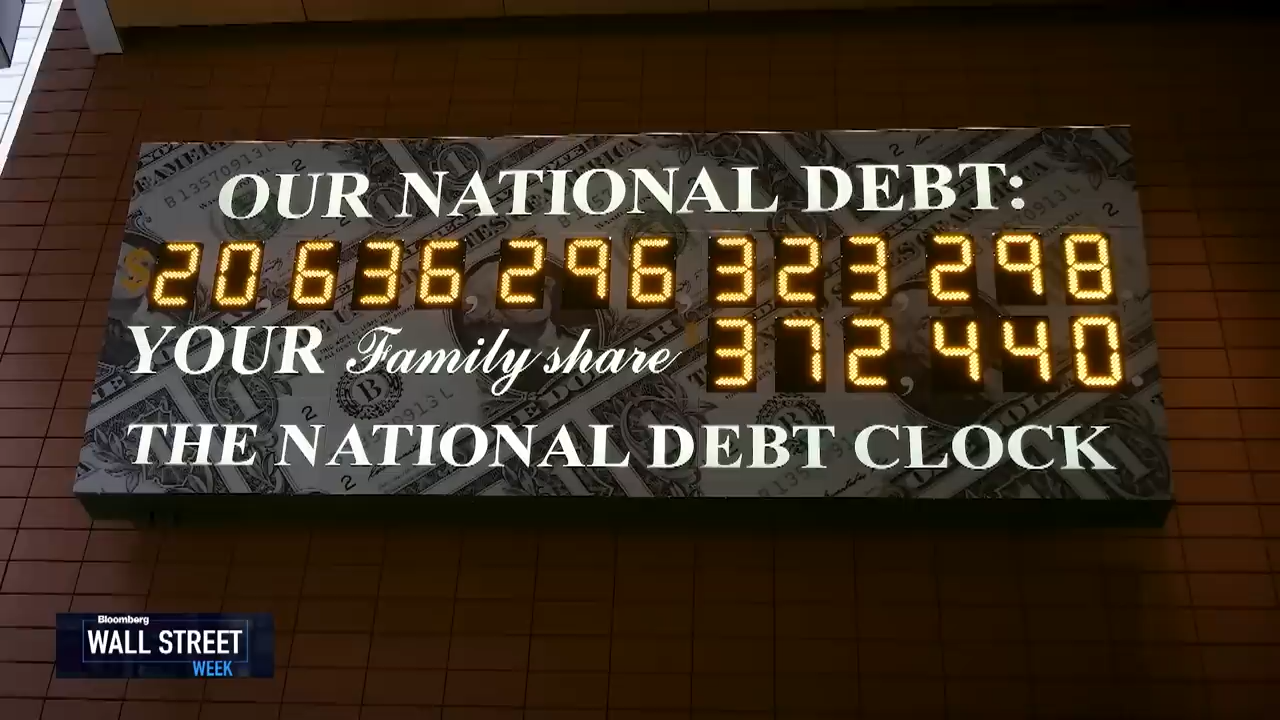 OUR NATIONAL DEBT:
$20,636,296,323,298
YOUR Family share $372,440
THE NATIONAL DEBT CLOCK
Bloomberg
WALL STREET
WEEK